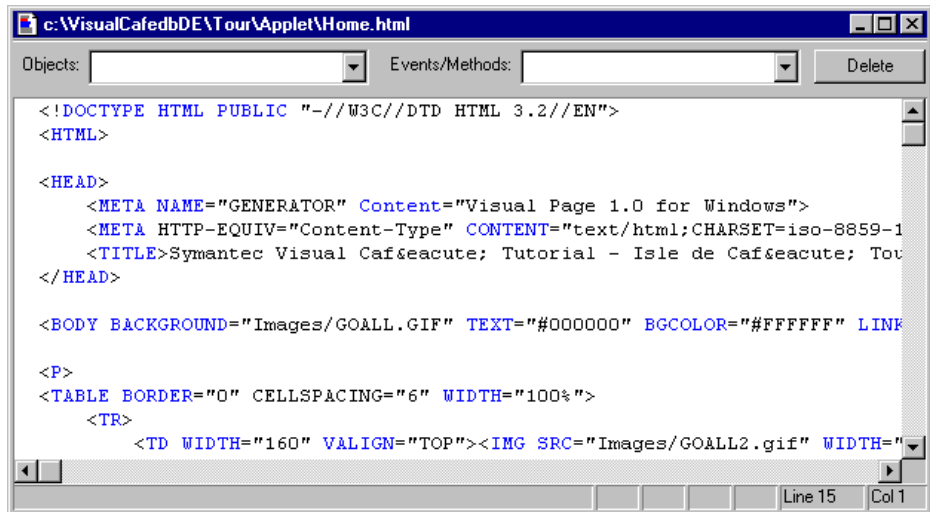 c:\VisualCafedbDE\Tour\Applet\Home.html
Objects: Events/Methods: Delete
<!DOCTYPE HTML PUBLIC "-//W3C//DTD HTML 3.2//EN">
<HTML>
<HEAD>
<META NAME="GENERATOR" Content="Visual Page 1.0 for Windows">
<META HTTP-EQUIV="Content-Type" CONTENT="text/html;CHARSET=iso-8859-1
<TITLE>Symantec Visual Caf&eacute; Tutorial - Isle de Caf&eacute; Tou
</HEAD>
<BODY BACKGROUND="Images/GOALL.GIF" TEXT="#000000" BGCOLOR="#FFFFFF" LINK
<P>
<TABLE BORDER="0" CELLSPACING="6" WIDTH="100%">
<TR>
<TD WIDTH="160" VALIGN="TOP"><IMG SRC="Images/GOALL2.gif" WIDTH="
Line 15 Col 1